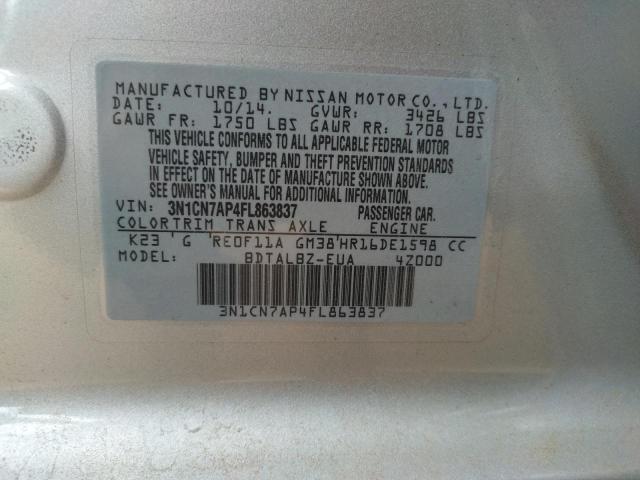 MANUFACTURED BY NISSAN MOTOR CO., LTD.
DATE: 10/14. GVWR: 3426 LBS
GAWR FR: 1750 LBS GAWR RR: 1708 LBS
THIS VEHICLE CONFORMS TO ALL APPLICABLE FEDERAL MOTOR
VEHICLE SAFETY, BUMPER AND THEFT PREVENTION STANDARDS
IN EFFECT ON THE DATE OF MANUFACTURE SHOWN ABOVE.
SEE OWNER'S MANUAL FOR ADDITIONAL INFORMATION.
VIN: 3N1CN7AP4FL863837 PASSENGER CAR.
COLORTRIM TRANS AXLE ENGINE
K23 'G 'RE0F11A GM38'HR16DE1598 CC
MODEL: BDTALBZ-EUA 4Z000
3N1CN7AP4FL863837